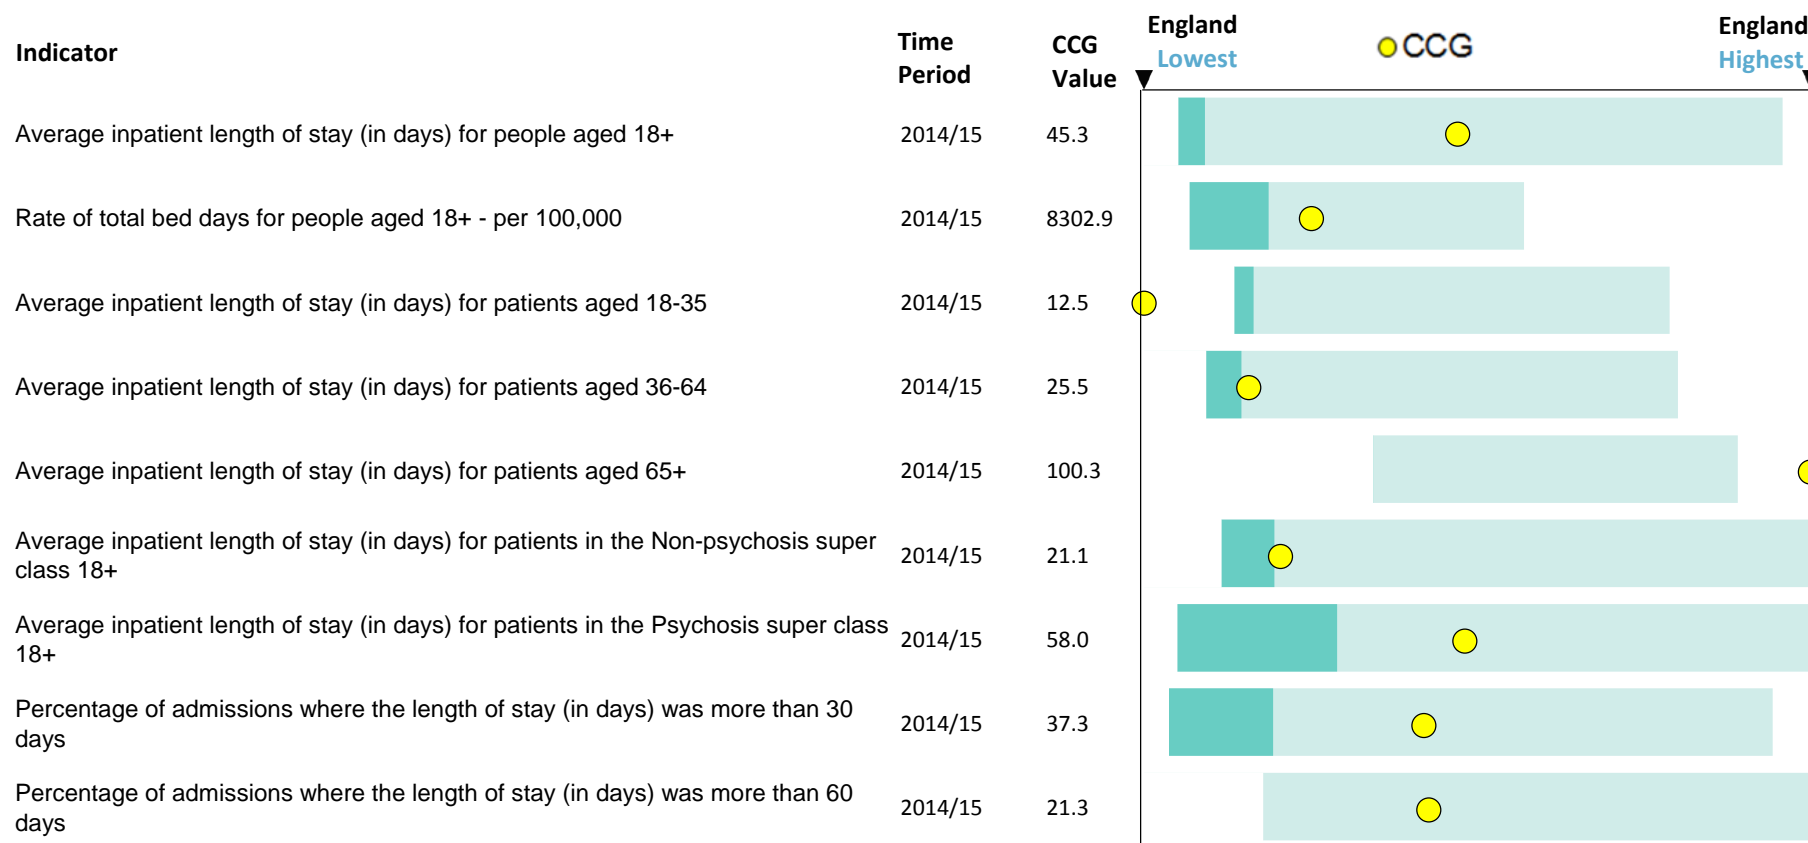 Indicator
Time Period
CCG Value
England Lowest
CCG
England Highest
Average inpatient length of stay (in days) for people aged 18+ 2014/15 45.3
Rate of total bed days for people aged 18+ - per 100,000 2014/15 8302.9
Average inpatient length of stay (in days) for patients aged 18-35 2014/15 12.5
Average inpatient length of stay (in days) for patients aged 36-64 2014/15 25.5
Average inpatient length of stay (in days) for patients aged 65+ 2014/15 100.3
Average inpatient length of stay (in days) for patients in the Non-psychosis super
class 18+ 2014/15 21.1
Average inpatient length of stay (in days) for patients in the Psychosis super class
18+ 2014/15 58.0
Percentage of admissions where the length of stay (in days) was more than 30
days 2014/15 37.3
Percentage of admissions where the length of stay (in days) was more than 60
days 2014/15 21.3